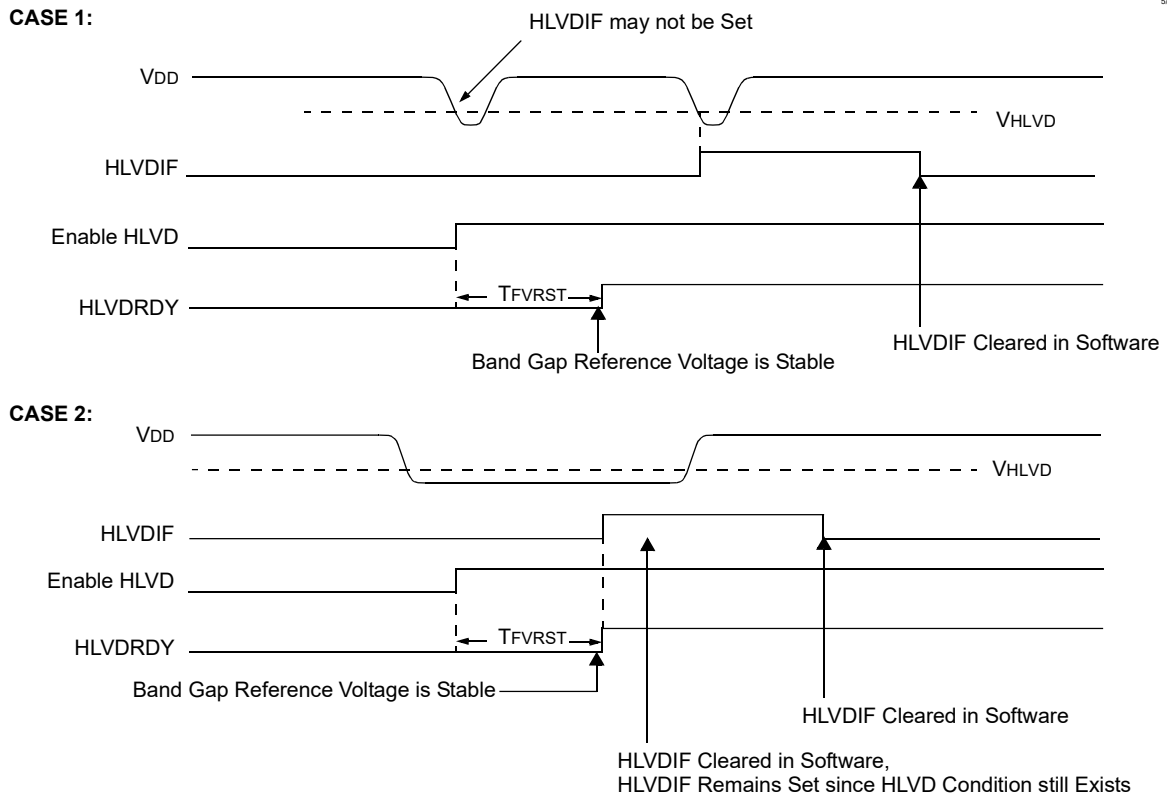 CASE 1:
HLVDIF may not be Set
VDD
VHLVD
HLVDIF
Enable HLVD
TFVRST
HLVDRDY
HLVDIF Cleared in Software
Band Gap Reference Voltage is Stable
CASE 2:
VDD
VHLVD
HLVDIF
Enable HLVD
TFVRST
HLVDRDY
Band Gap Reference Voltage is Stable
HLVDIF Cleared in Software
HLVDIF Cleared in Software,
HLVDIF Remains Set since HLVD Condition still Exists